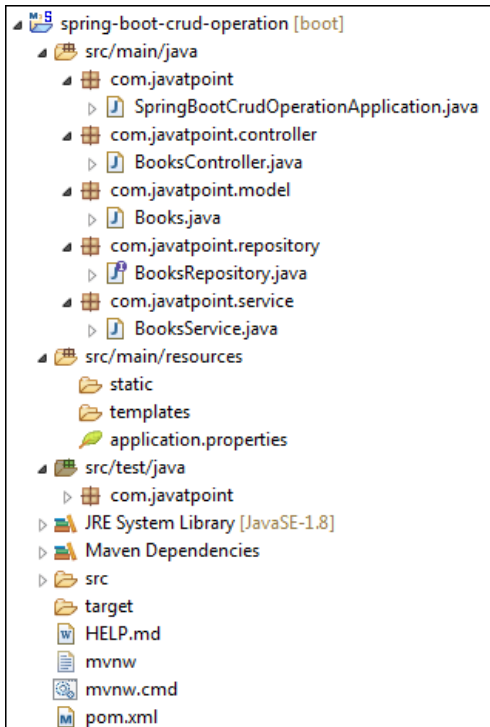 spring-boot-crud-operation [boot]
src/main/java
com.javatpoint
SpringBootCrudOperationApplication.java
com.javatpoint.controller
BooksController.java
com.javatpoint.model
Books.java
com.javatpoint.repository
BooksRepository.java
com.javatpoint.service
BooksService.java
src/main/resources
static
templates
application.properties
src/test/java
com.javatpoint
JRE System Library [JavaSE-1.8]
Maven Dependencies
src
target
HELP.md
mvnw
mvnw.cmd
pom.xml